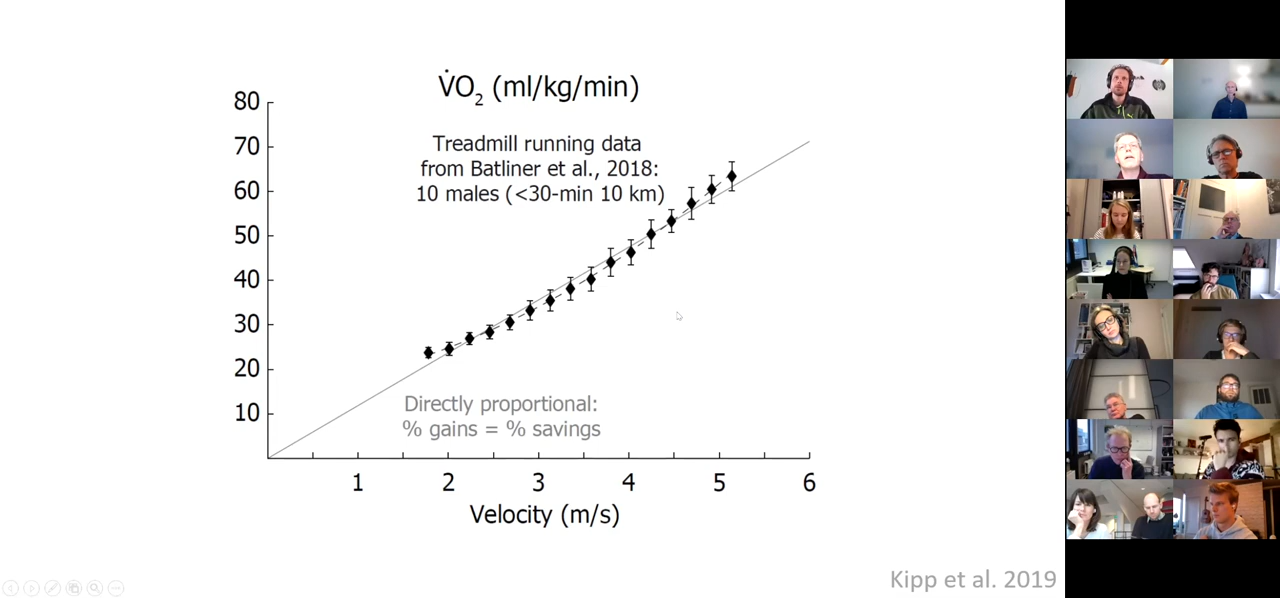 V̇O₂ (ml/kg/min)
80
70
60
50
40
30
20
10
Treadmill running data
from Batliner et al., 2018:
10 males (<30-min 10 km)
Directly proportional:
% gains = % savings
1 2 3 4 5 6
Velocity (m/s)
Kipp et al. 2019